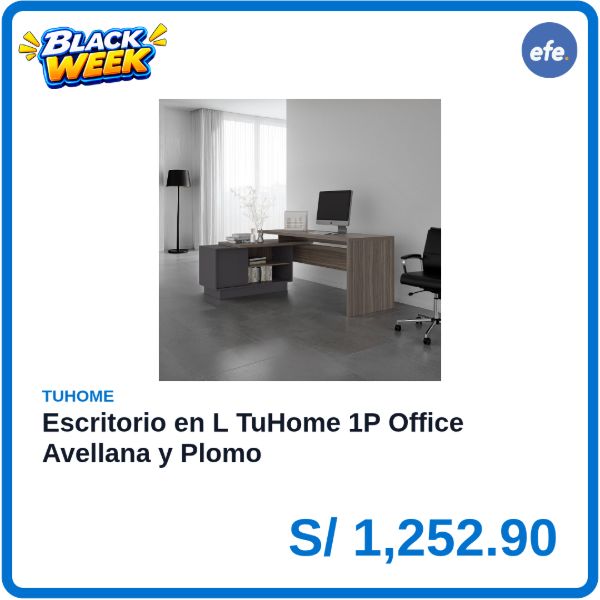 BLACK
WEEK
efe.
TUHOME
Escritorio en L TuHome 1P Office
Avellana y Plomo
S/ 1,252.90